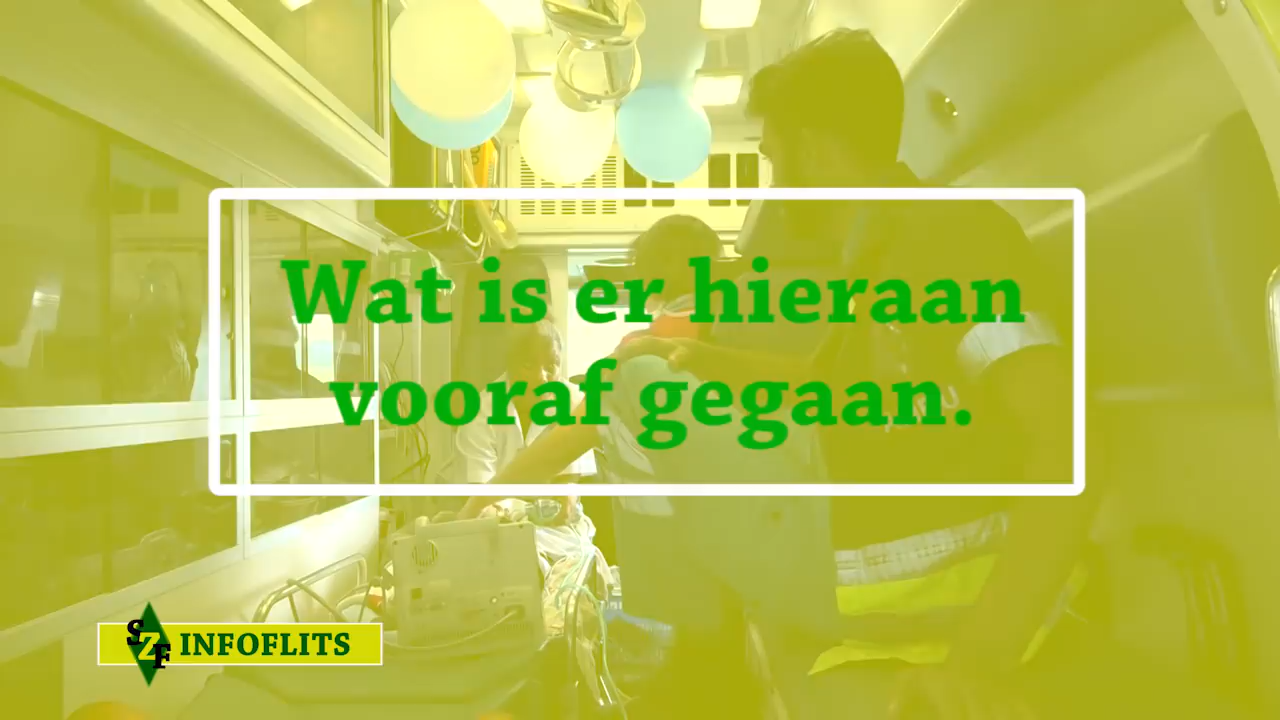 Wat is er hieraan
vooraf gegaan.
SZF INFOFLITS